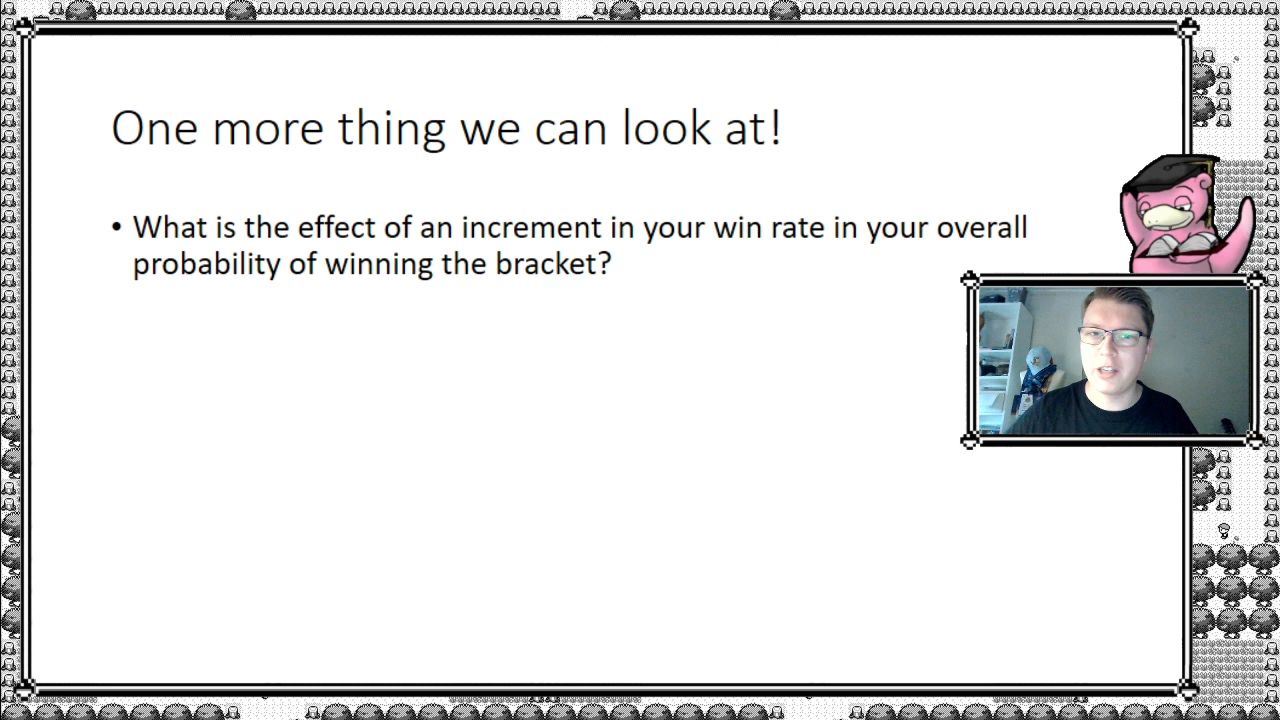 One more thing we can look at!
• What is the effect of an increment in your win rate in your overall
probability of winning the bracket?